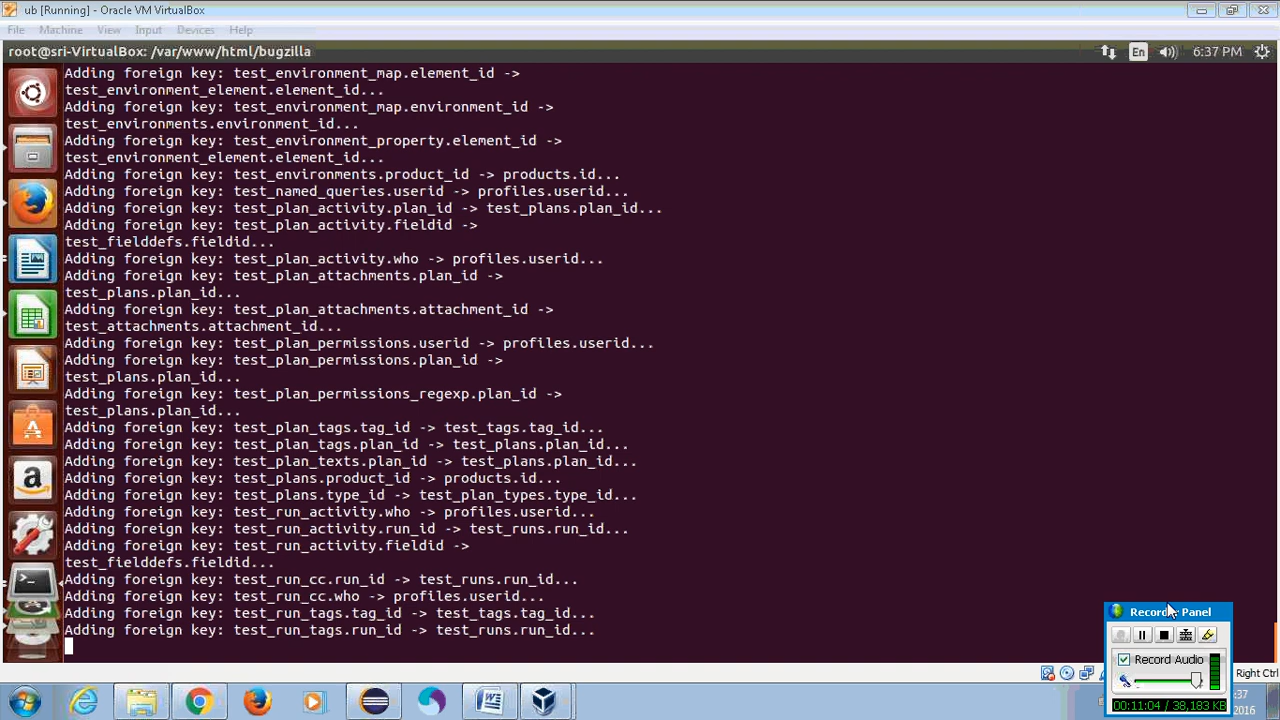 ub [Running] - Oracle VM VirtualBox
File Machine View Input Devices Help
root@sri-VirtualBox: /var/www/html/bugzilla
En 6:37 PM
Adding foreign key: test_environment_map.element_id ->
test_environment_element.element_id...
Adding foreign key: test_environment_map.environment_id ->
test_environments.environment_id...
Adding foreign key: test_environment_property.element_id ->
test_environment_element.element_id...
Adding foreign key: test_environments.product_id -> products.id...
Adding foreign key: test_named_queries.userid -> profiles.userid...
Adding foreign key: test_plan_activity.plan_id -> test_plans.plan_id...
Adding foreign key: test_plan_activity.fieldid ->
test_fielddefs.fieldid...
Adding foreign key: test_plan_activity.who -> profiles.userid...
Adding foreign key: test_plan_attachments.plan_id ->
test_plans.plan_id...
Adding foreign key: test_plan_attachments.attachment_id ->
test_attachments.attachment_id...
Adding foreign key: test_plan_permissions.userid -> profiles.userid...
Adding foreign key: test_plan_permissions.plan_id ->
test_plans.plan_id...
Adding foreign key: test_plan_permissions_regexp.plan_id ->
test_plans.plan_id...
Adding foreign key: test_plan_tags.tag_id -> test_tags.tag_id...
Adding foreign key: test_plan_tags.plan_id -> test_plans.plan_id...
Adding foreign key: test_plan_texts.plan_id -> test_plans.plan_id...
Adding foreign key: test_plans.product_id -> products.id...
Adding foreign key: test_plans.type_id -> test_plan_types.type_id...
Adding foreign key: test_run_activity.who -> profiles.userid...
Adding foreign key: test_run_activity.run_id -> test_runs.run_id...
Adding foreign key: test_run_activity.fieldid ->
test_fielddefs.fieldid...
Adding foreign key: test_run_cc.run_id -> test_runs.run_id...
Adding foreign key: test_run_cc.who -> profiles.userid...
Adding foreign key: test_run_tags.tag_id -> test_tags.tag_id...
Adding foreign key: test_run_tags.run_id -> test_runs.run_id...
Recorder Panel
Record Audio
00:11:04 / 38,183 KB
Right Ctrl
:37
2016